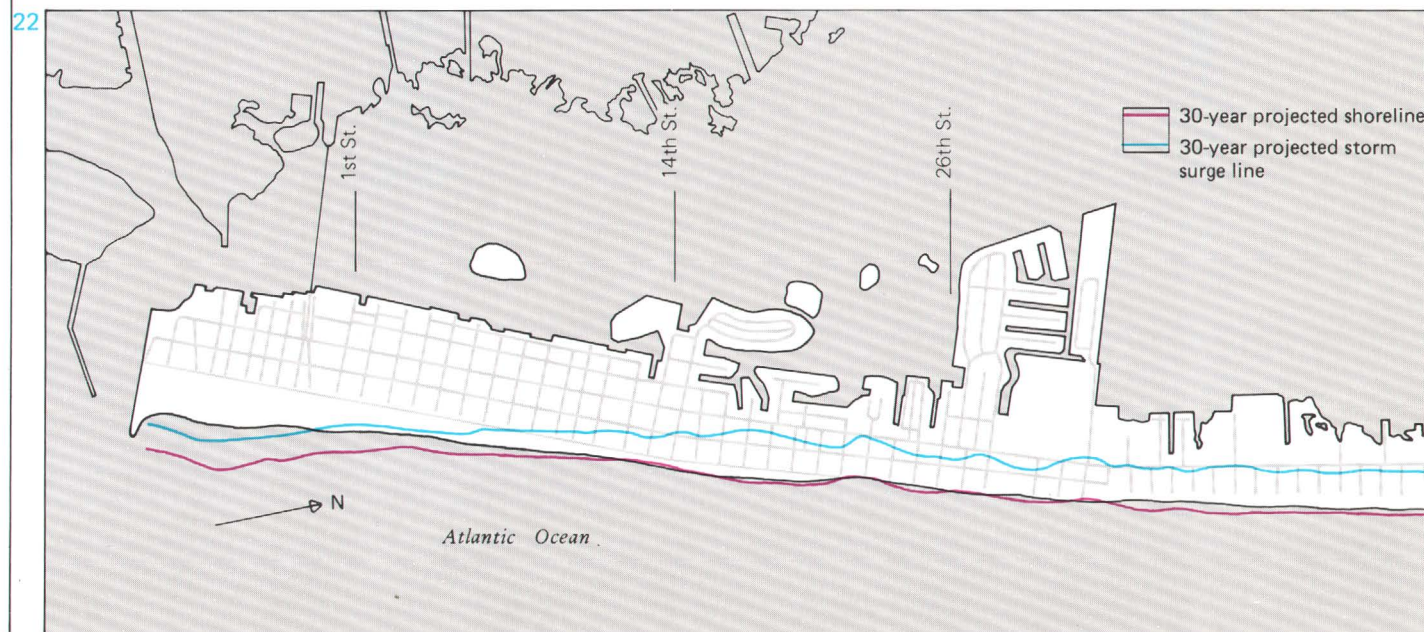 22
1st St.
14th St.
26th St.
30-year projected shoreline
30-year projected storm
surge line
N
Atlantic Ocean